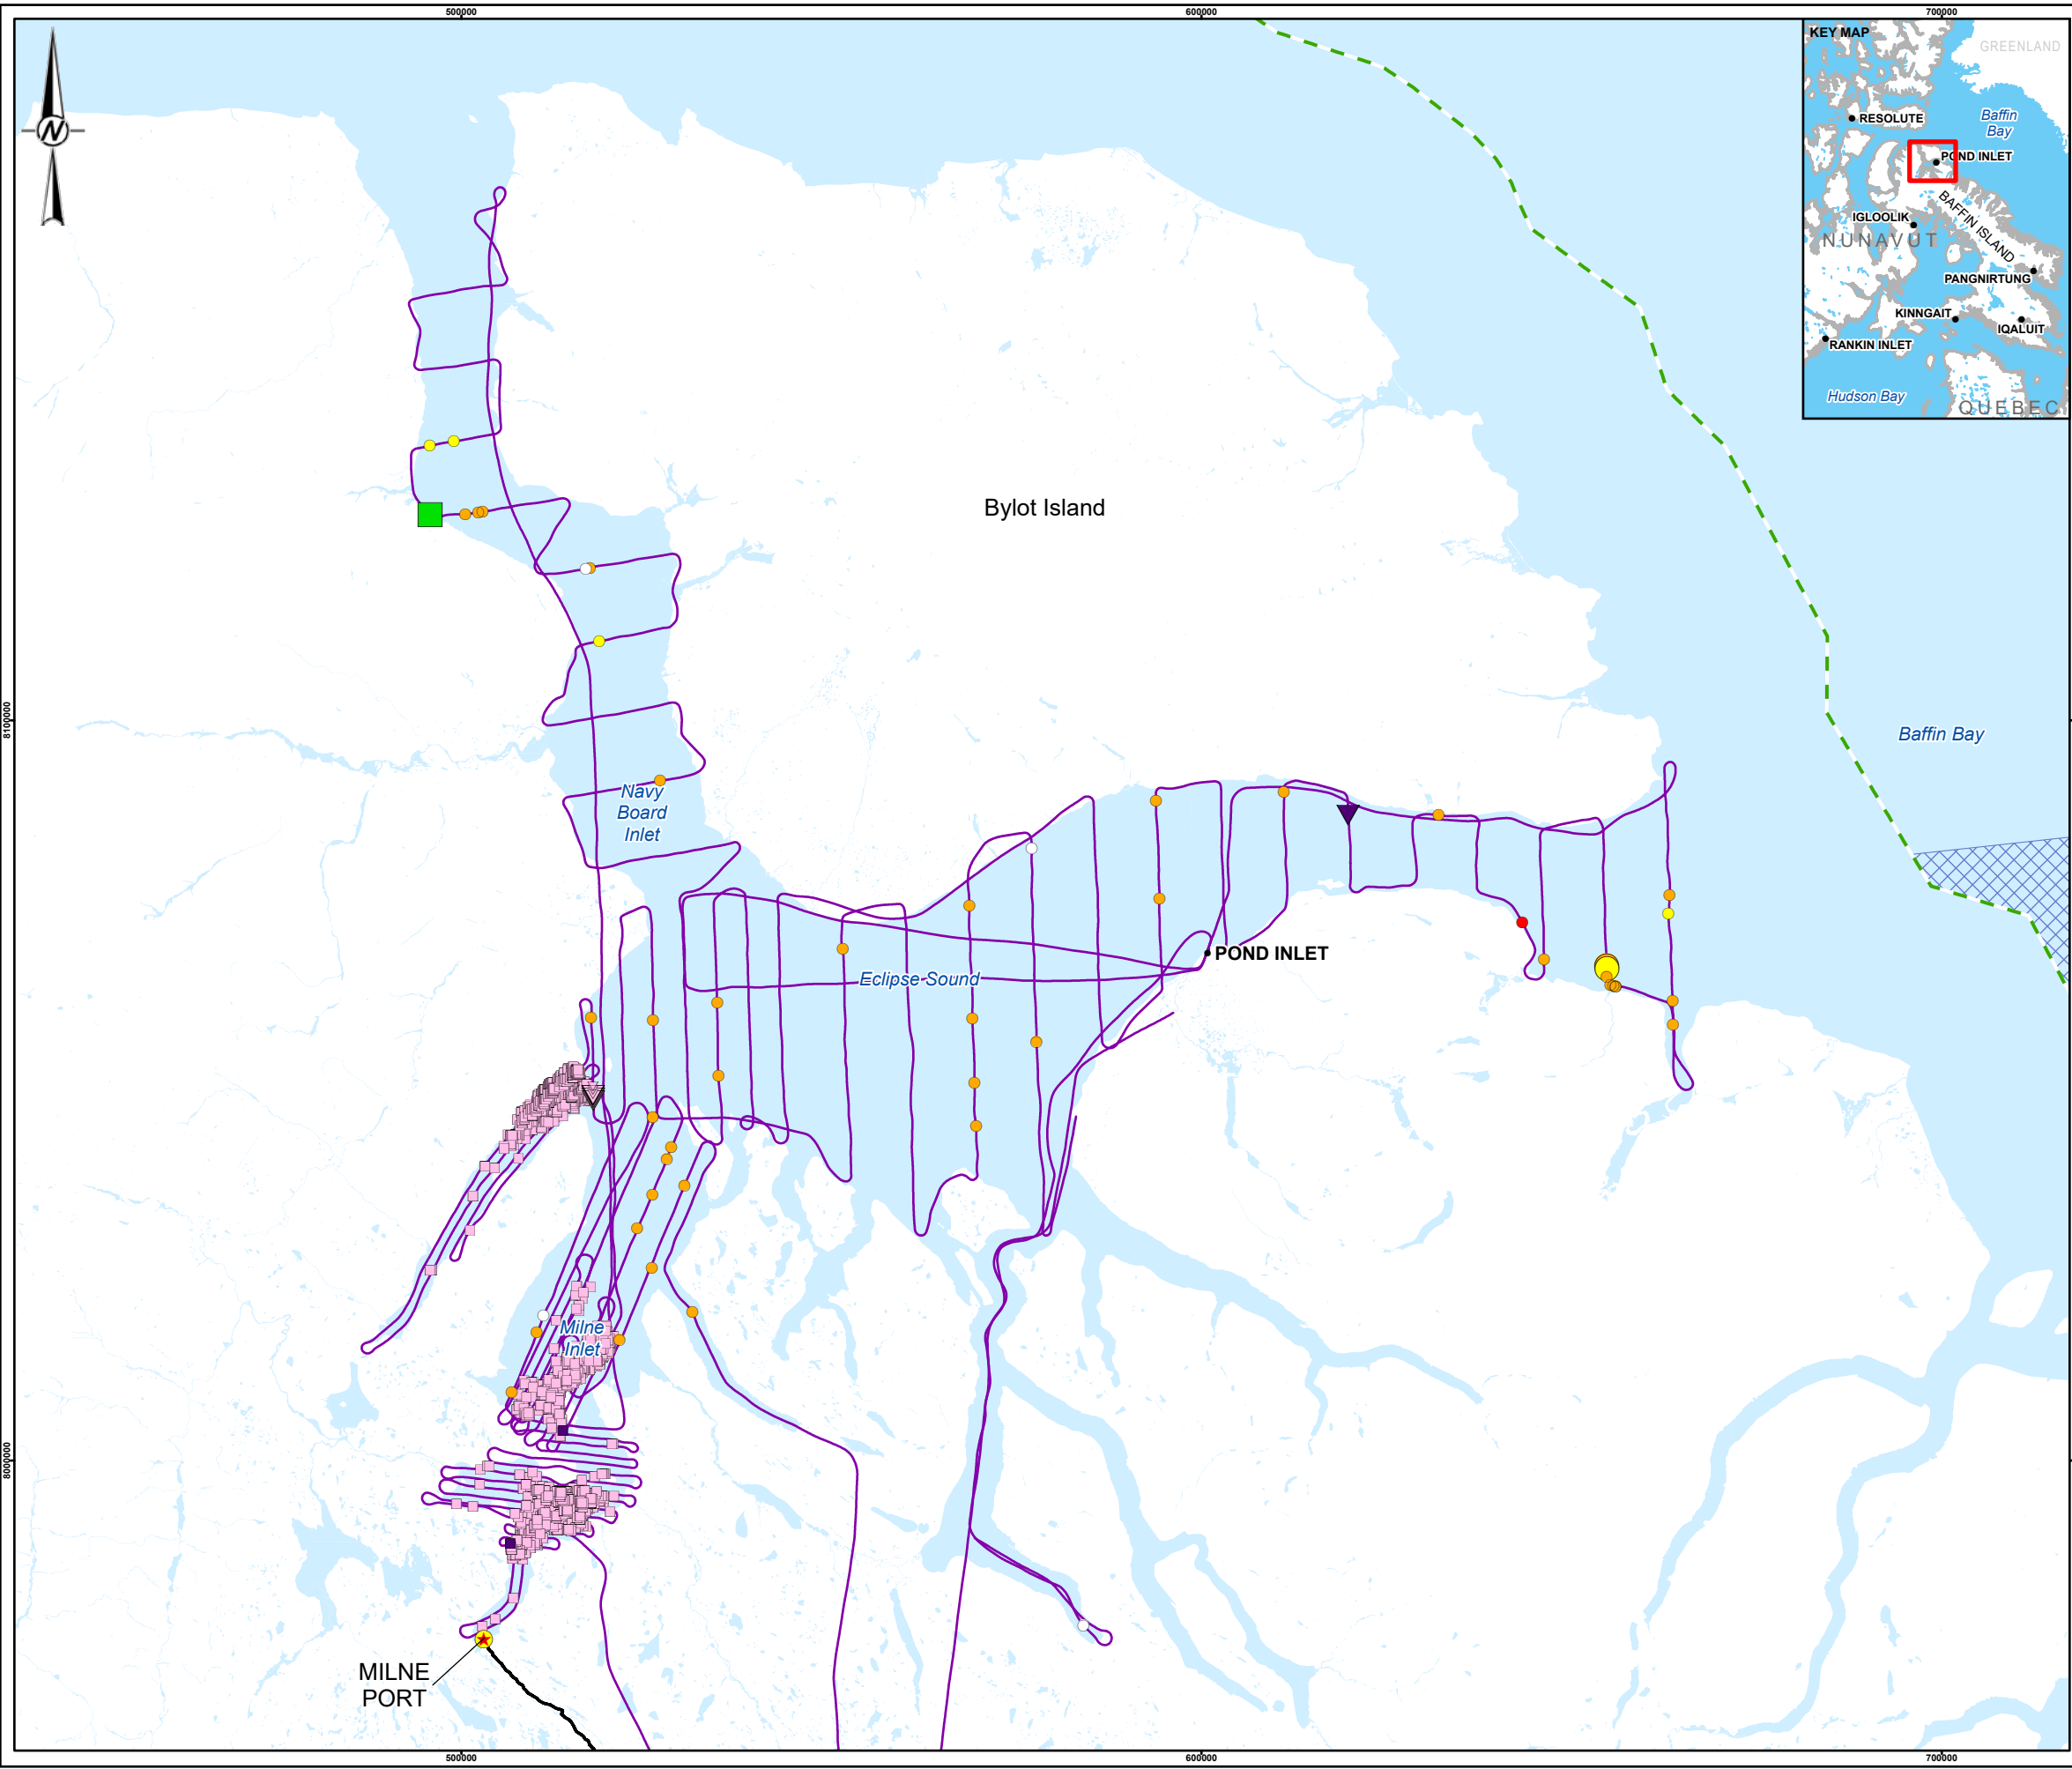 500000
600000
700000
N
KEY MAP
GREENLAND
RESOLUTE
Baffin
Bay
POND INLET
BAFFIN ISLAND
IGLOOLIK
NUNAVUT
PANGNIRTUNG
KINNGAIT
IQALUIT
RANKIN INLET
Hudson Bay
QUEBEC
Bylot Island
8100000
Baffin Bay
Navy
Board
Inlet
POND INLET
Eclipse Sound
Milne
Inlet
8000000
MILNE
PORT
500000
600000
700000